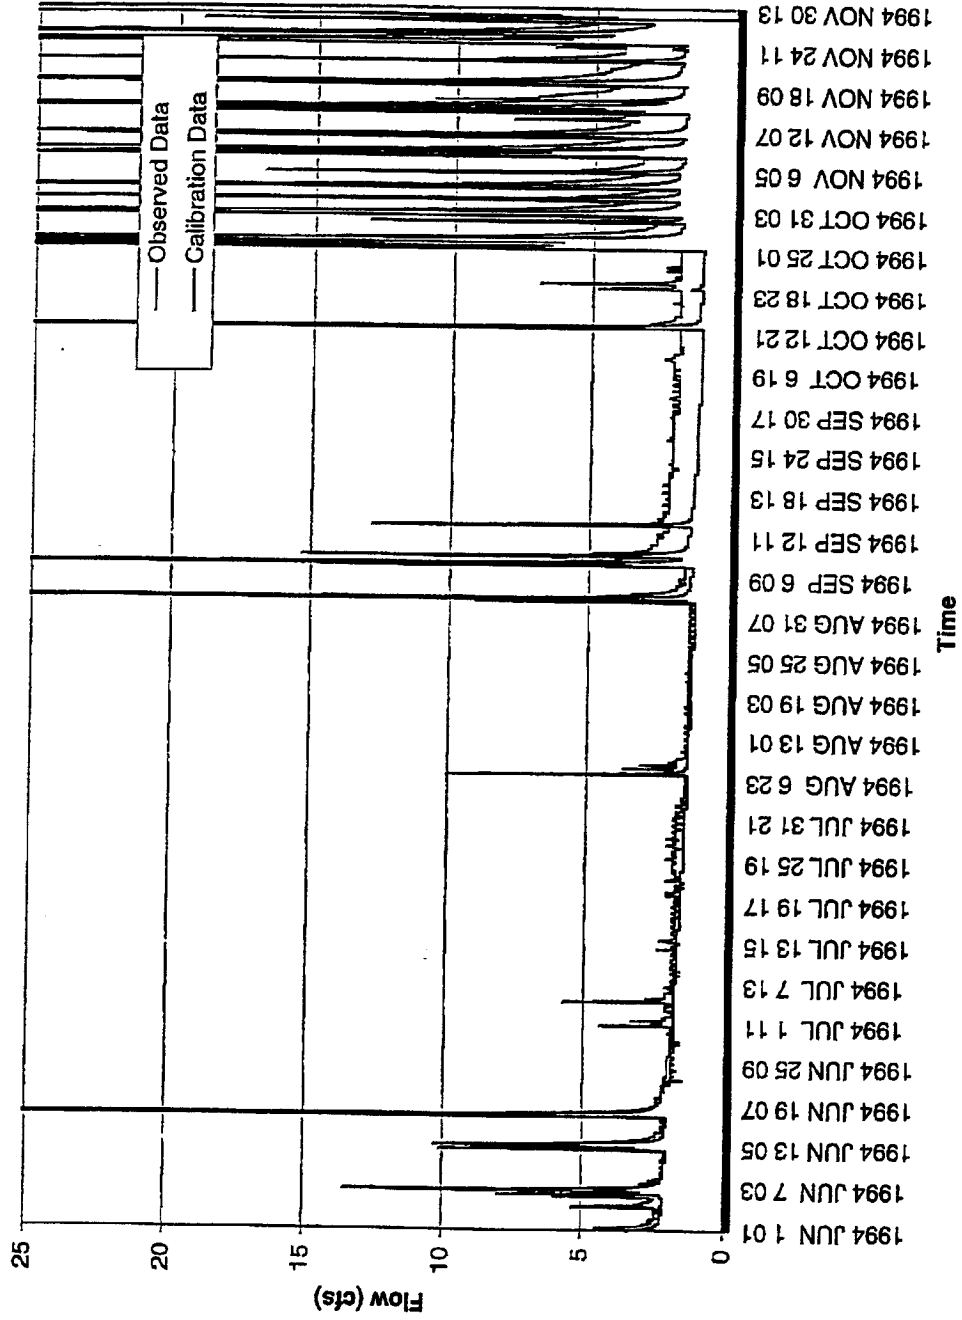 Observed Data
Calibration Data
Flow (cfs)
25
20
15
10
5
0
1994 JUN 1 01
1994 JUN 7 03
1994 JUN 13 05
1994 JUN 19 07
1994 JUN 25 09
1994 JUL 1 11
1994 JUL 7 13
1994 JUL 13 15
1994 JUL 19 17
1994 JUL 25 19
1994 JUL 31 21
1994 AUG 6 23
1994 AUG 13 01
1994 AUG 19 03
1994 AUG 25 05
1994 AUG 31 07
1994 SEP 6 09
1994 SEP 12 11
1994 SEP 18 13
1994 SEP 24 15
1994 SEP 30 17
1994 OCT 6 19
1994 OCT 12 21
1994 OCT 18 23
1994 OCT 25 01
1994 OCT 31 03
1994 NOV 6 05
1994 NOV 12 07
1994 NOV 18 09
1994 NOV 24 11
1994 NOV 30 13
Time